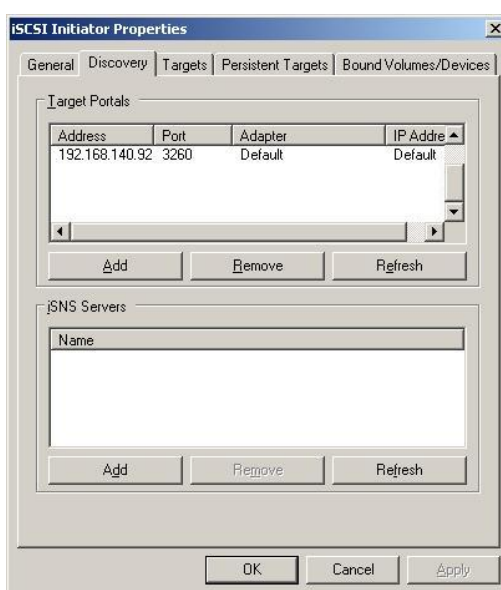 iSCSI Initiator Properties
General Discovery Targets Persistent Targets Bound Volumes/Devices
Target Portals
Address Port Adapter IP Addre
192.168.140.92 3260 Default Default
Add Remove Refresh
iSNS Servers
Name
Add Remove Refresh
OK Cancel Apply